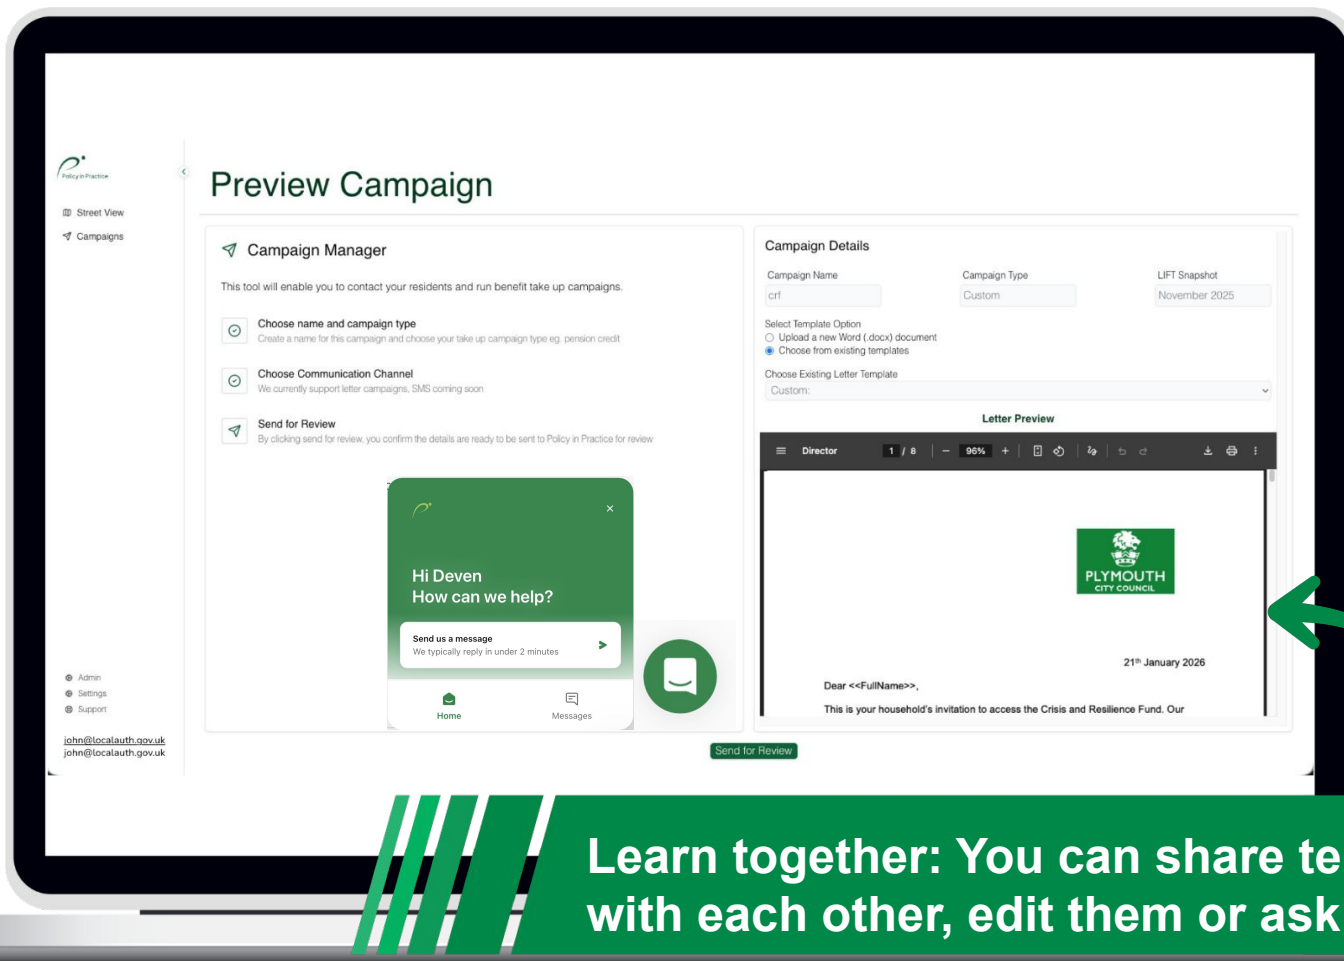 Policy in Practice
Street View
Campaigns
Admin
Settings
Support
john@localauth.gov.uk
john@localauth.gov.uk
Preview Campaign
Campaign Manager
This tool will enable you to contact your residents and run benefit take up campaigns.
Choose name and campaign type
Create a name for this campaign and choose your take up campaign type eg. pension credit
Choose Communication Channel
We currently support letter campaigns, SMS coming soon
Send for Review
By clicking send for review, you confirm the details are ready to be sent to Policy in Practice for review
Hi Deven
How can we help?
Send us a message
We typically reply in under 2 minutes
Home Messages
Campaign Details
Campaign Name Campaign Type LIFT Snapshot
crf Custom November 2025
Select Template Option
Upload a new Word (.docx) document
Choose from existing templates
Choose Existing Letter Template
Custom:
Letter Preview
Director 1 / 8 96%
PLYMOUTH
CITY COUNCIL
21th January 2026
Dear <<FullName>>,
This is your household's invitation to access the Crisis and Resilience Fund. Our
Send for Review
Learn together: You can share te
with each other, edit them or ask